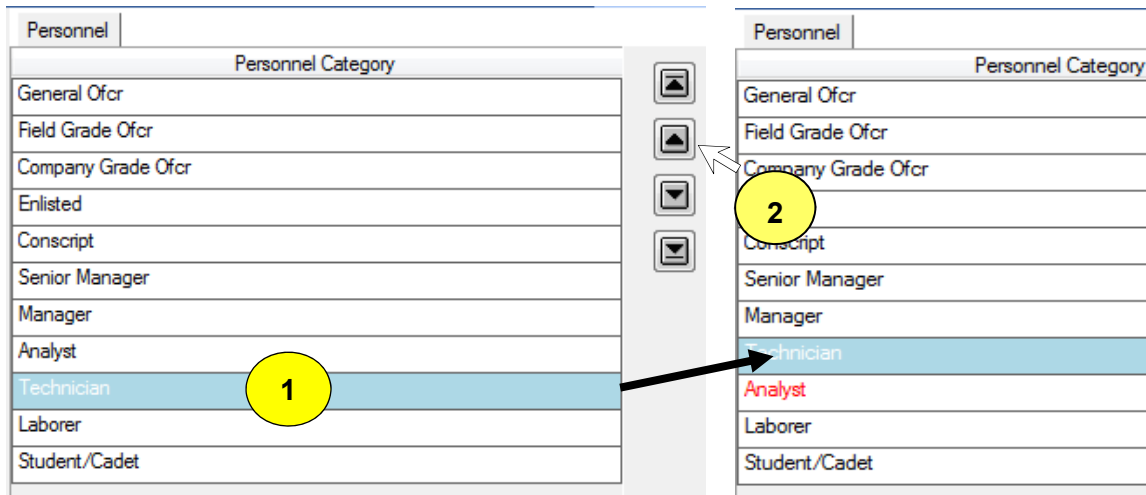 Personnel
Personnel Category
General Ofcr
Field Grade Ofcr
Company Grade Ofcr
Enlisted
Conscript
Senior Manager
Manager
Analyst
Technician
1
Laborer
Student/Cadet
2
Personnel
Personnel Category
General Ofcr
Field Grade Ofcr
Company Grade Ofcr
Conscript
Senior Manager
Manager
Technician
Analyst
Laborer
Student/Cadet